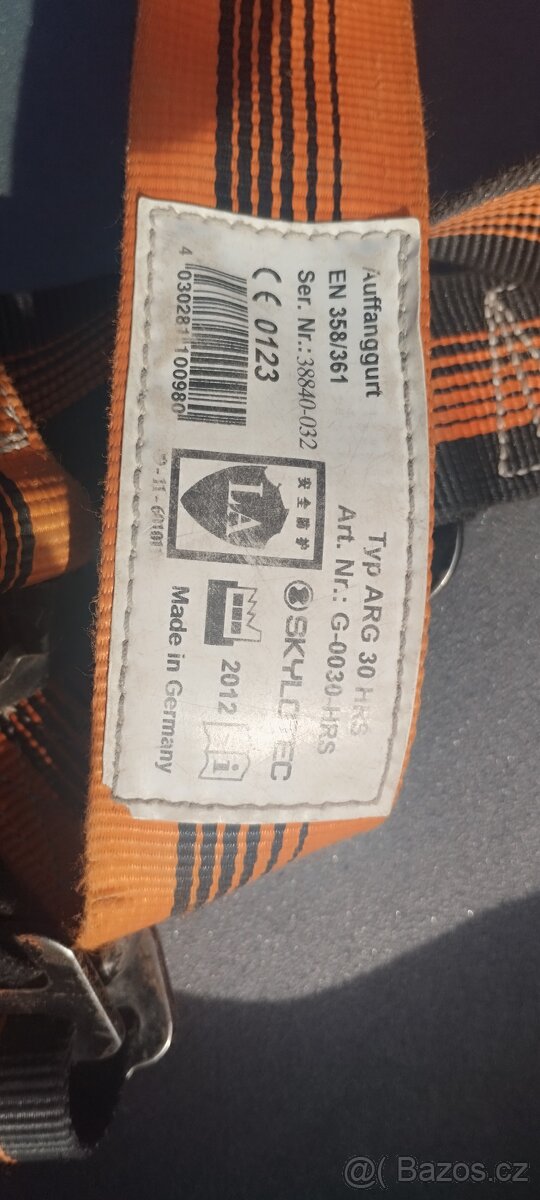 Auffanggurt
EN 358/361
Ser. Nr.:38840-032
CE 0123
4 030281 100980
Typ ARG 30 HRS
Art. Nr.: G-0030-HRS
SKYLOTEC
安全防护
LA
2012
i
Made in Germany
@( Bazos.cz